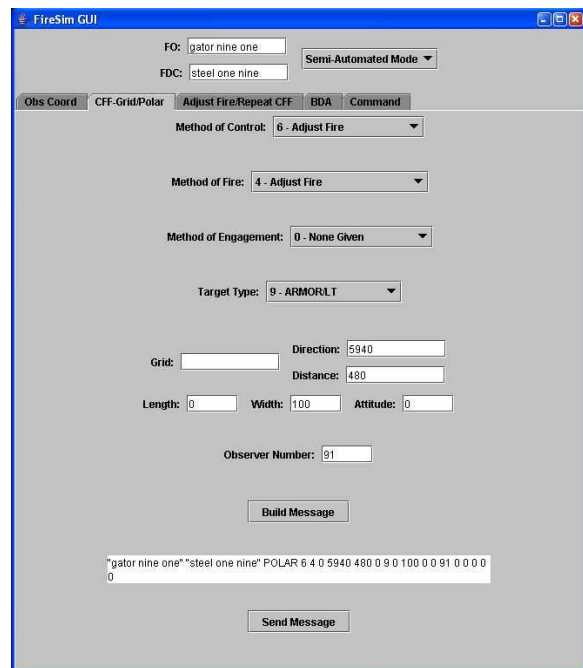 FireSim GUI
FO: gator nine one
Semi-Automated Mode
FDC: steel one nine
Obs Coord CFF-Grid/Polar Adjust Fire/Repeat CFF BDA Command
Method of Control: 6 - Adjust Fire
Method of Fire: 4 - Adjust Fire
Method of Engagement: 0 - None Given
Target Type: 9 - ARMOR/LT
Grid:
Direction: 5940
Distance: 480
Length: 0 Width: 100 Attitude: 0
Observer Number: 91
Build Message
"gator nine one" "steel one nine" POLAR 6 4 0 5940 480 0 9 0 100 0 0 91 0 0 0 0
0
Send Message